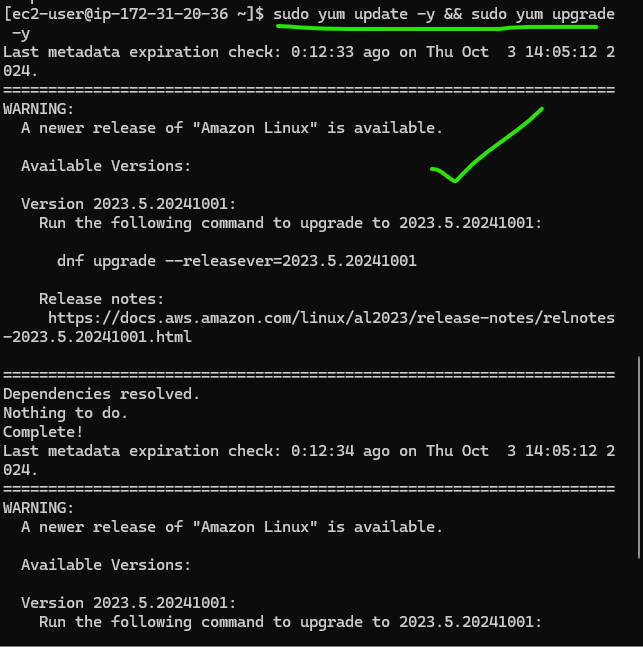 [ec2-user@ip-172-31-20-36 ~]$ sudo yum update -y && sudo yum upgrade
-y
Last metadata expiration check: 0:12:33 ago on Thu Oct  3 14:05:12 2
024.
====================================================================
WARNING:
  A newer release of "Amazon Linux" is available.
  Available Versions:
  Version 2023.5.20241001:
    Run the following command to upgrade to 2023.5.20241001:
      dnf upgrade --releasever=2023.5.20241001
    Release notes:
     https://docs.aws.amazon.com/linux/al2023/release-notes/relnotes
-2023.5.20241001.html
====================================================================
Dependencies resolved.
Nothing to do.
Complete!
Last metadata expiration check: 0:12:34 ago on Thu Oct  3 14:05:12 2
024.
====================================================================
WARNING:
  A newer release of "Amazon Linux" is available.
  Available Versions:
  Version 2023.5.20241001:
    Run the following command to upgrade to 2023.5.20241001: